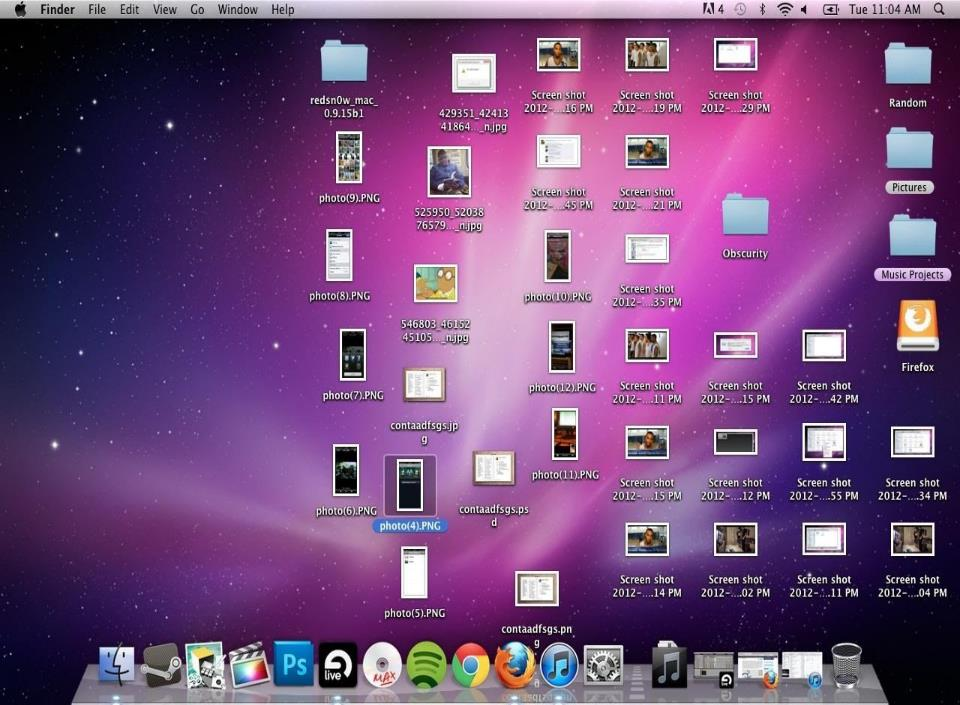 Finder File Edit View Go Window Help
4 Tue 11:04 AM
redsn0w_mac_
0.9.15b1
429351_42413
41864..._n.jpg
Screen shot
2012-....16 PM
Screen shot
2012-....19 PM
Screen shot
2012-....29 PM
Random
photo(9).PNG
525950_52038
76579..._n.jpg
Screen shot
2012-....45 PM
Screen shot
2012-....21 PM
Pictures
Obscurity
Music Projects
photo(8).PNG
546803_46152
45105..._n.jpg
photo(10).PNG
Screen shot
2012-....35 PM
Firefox
photo(7).PNG
contaadfsgs.jp
g
photo(12).PNG
Screen shot
2012-....11 PM
Screen shot
2012-....15 PM
Screen shot
2012-....42 PM
photo(6).PNG
photo(4).PNG
contaadfsgs.ps
d
photo(11).PNG
Screen shot
2012-....15 PM
Screen shot
2012-....12 PM
Screen shot
2012-....55 PM
Screen shot
2012-....34 PM
photo(5).PNG
contaadfsgs.pn
g
Screen shot
2012-....14 PM
Screen shot
2012-....02 PM
Screen shot
2012-....11 PM
Screen shot
2012-....04 PM
Ps
live
MAX